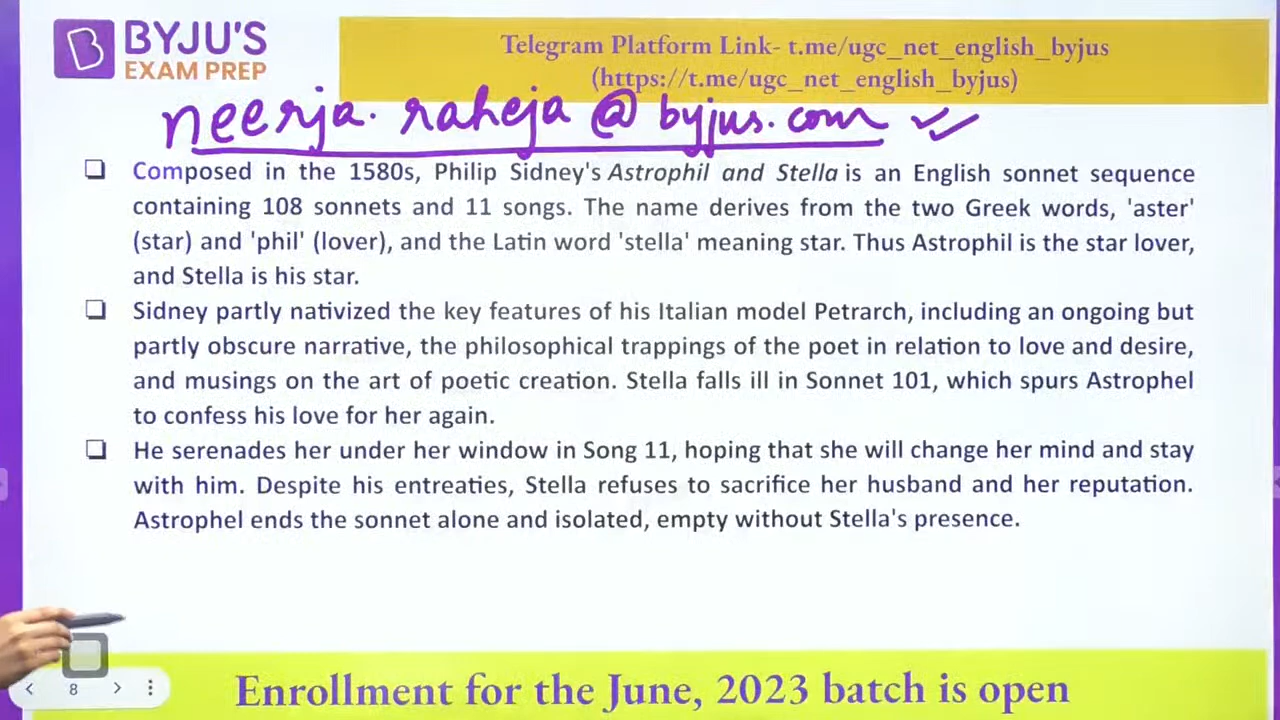 BYJU'S
EXAM PREP
Telegram Platform Link- t.me/ugc_net_english_byjus
(https://t.me/ugc_net_english_byjus)
neerja.raheja@byjus.com
Composed in the 1580s, Philip Sidney's Astrophil and Stella is an English sonnet sequence
containing 108 sonnets and 11 songs. The name derives from the two Greek words, 'aster'
(star) and 'phil' (lover), and the Latin word 'stella' meaning star. Thus Astrophil is the star lover,
and Stella is his star.
Sidney partly nativized the key features of his Italian model Petrarch, including an ongoing but
partly obscure narrative, the philosophical trappings of the poet in relation to love and desire,
and musings on the art of poetic creation. Stella falls ill in Sonnet 101, which spurs Astrophel
to confess his love for her again.
He serenades her under her window in Song 11, hoping that she will change her mind and stay
with him. Despite his entreaties, Stella refuses to sacrifice her husband and her reputation.
Astrophel ends the sonnet alone and isolated, empty without Stella's presence.
8
Enrollment for the June, 2023 batch is open